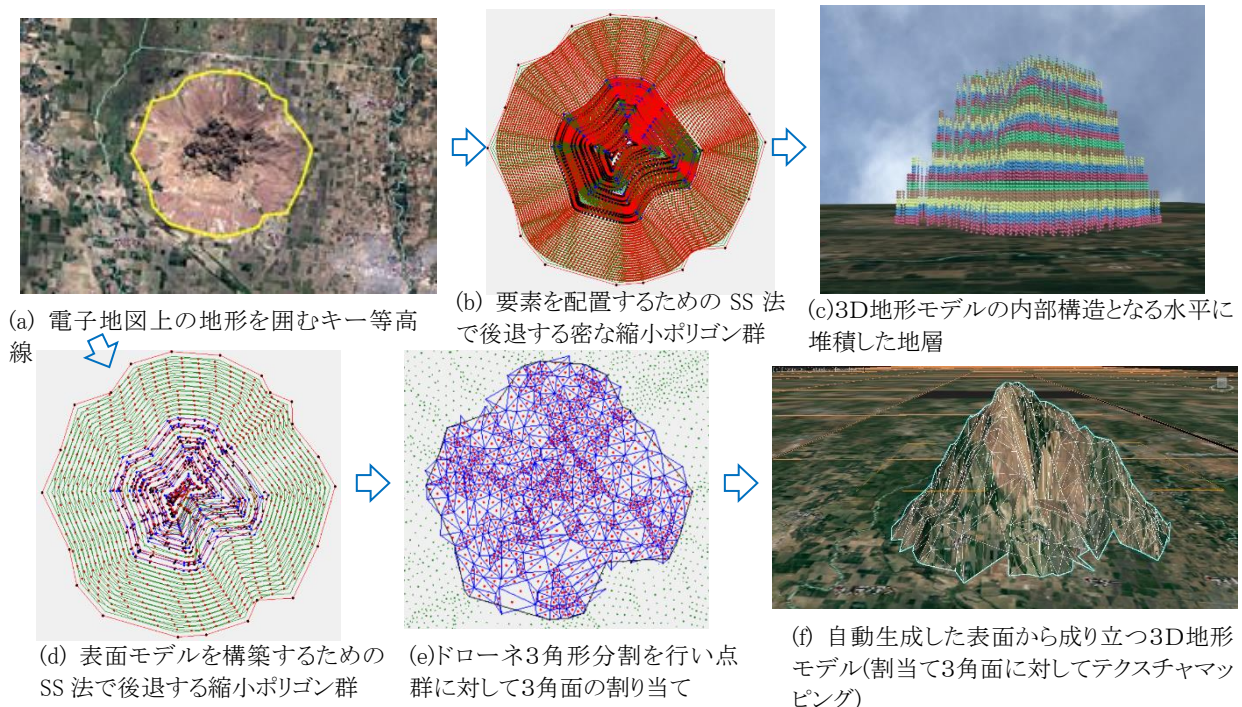 (a) 電子地図上の地形を囲むキー等高
線
(b) 要素を配置するための SS 法
で後退する密な縮小ポリゴン群
(c)3D地形モデルの内部構造となる水平に
堆積した地層
(d) 表面モデルを構築するための
SS 法で後退する縮小ポリゴン群
(e)ドローネ3角形分割を行い点
群に対して3角面の割り当て
(f) 自動生成した表面から成り立つ3D地形
モデル(割当て3角面に対してテクスチャマッ
ピング)